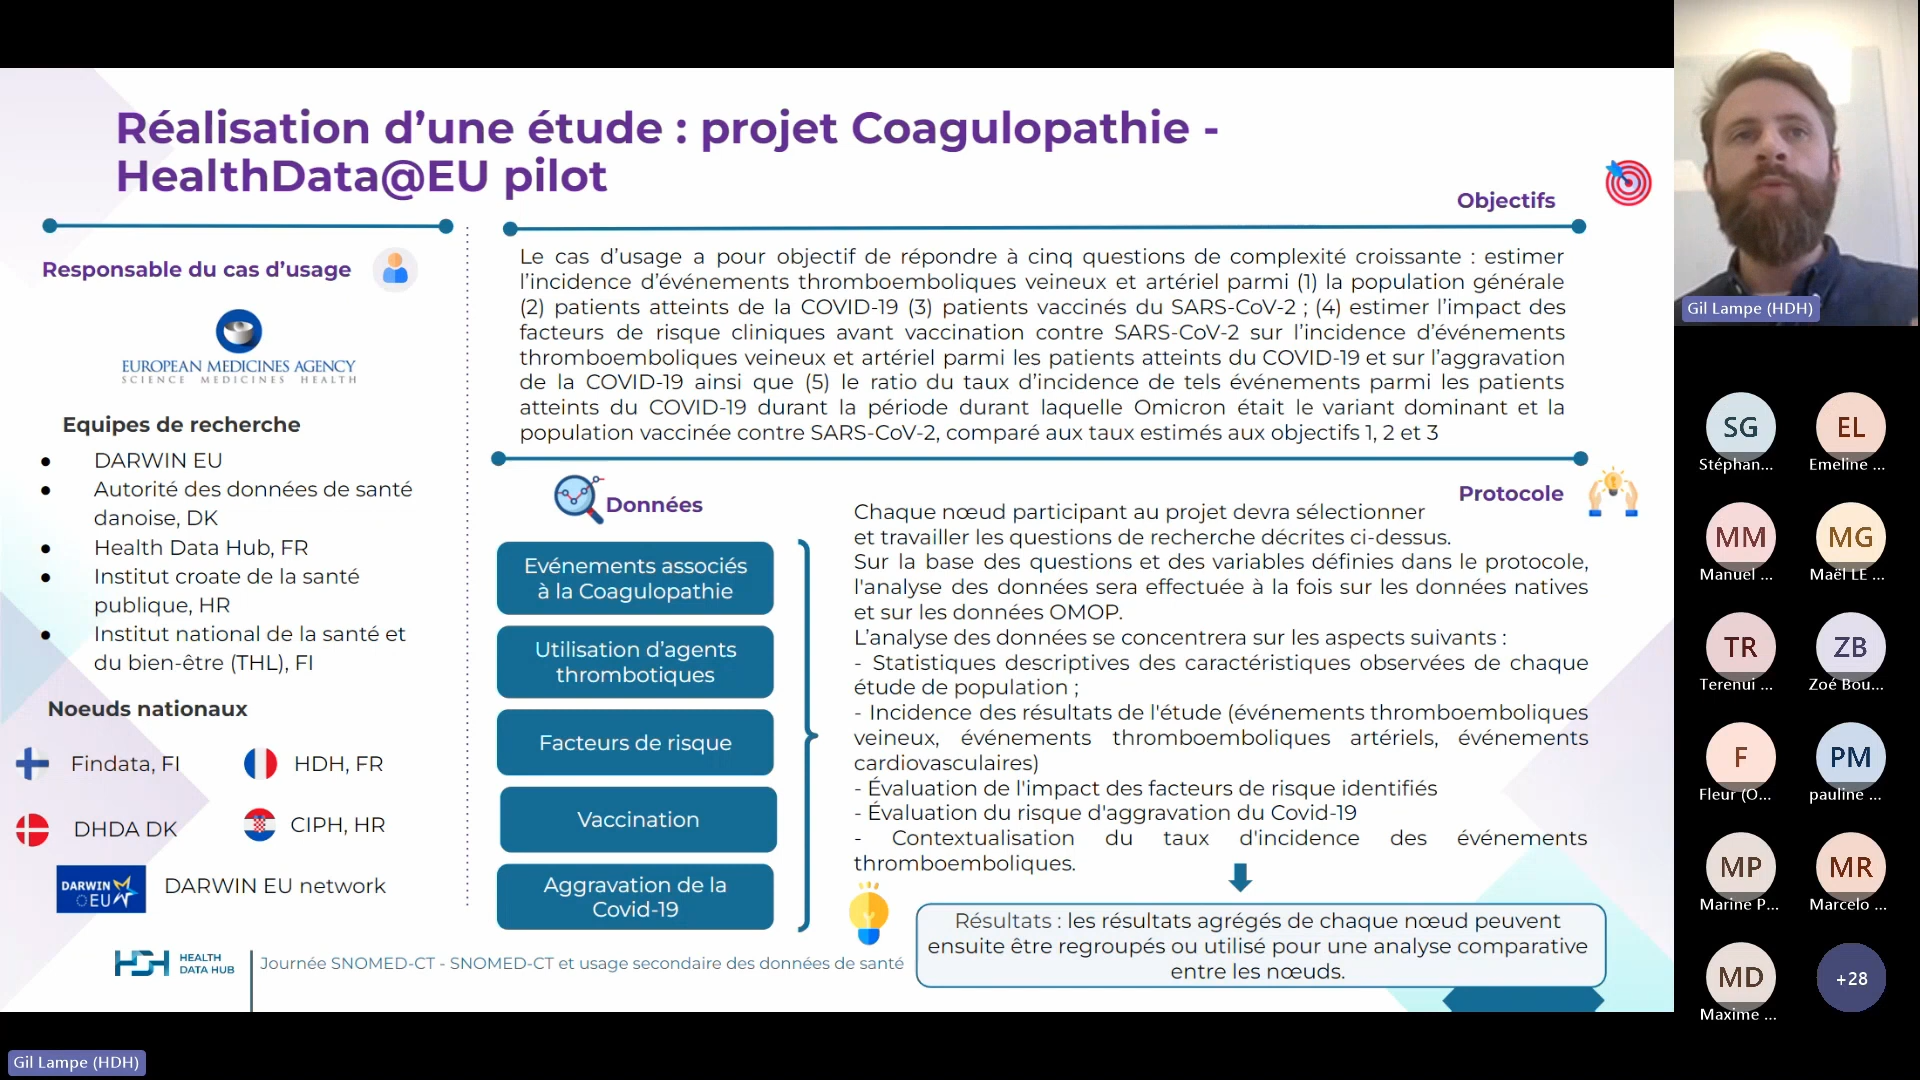 Réalisation d’une étude : projet Coagulopathie -
HealthData@EU pilot
Objectifs
Responsable du cas d’usage
EUROPEAN MEDICINES AGENCY
SCIENCE MEDICINES HEALTH
Equipes de recherche
● DARWIN EU
● Autorité des données de santé
danoise, DK
● Health Data Hub, FR
● Institut croate de la santé
publique, HR
● Institut national de la santé et
du bien-être (THL), FI
Noeuds nationaux
Findata, FI
HDH, FR
DHDA DK
CIPH, HR
DARWIN
EU
DARWIN EU network
Le cas d’usage a pour objectif de répondre à cinq questions de complexité croissante : estimer
l’incidence d’événements thromboemboliques veineux et artériel parmi (1) la population générale
(2) patients atteints de la COVID-19 (3) patients vaccinés du SARS-CoV-2 ; (4) estimer l’impact des
facteurs de risque cliniques avant vaccination contre SARS-CoV-2 sur l’incidence d’événements
thromboemboliques veineux et artériel parmi les patients atteints du COVID-19 et sur l’aggravation
de la COVID-19 ainsi que (5) le ratio du taux d’incidence de tels événements parmi les patients
atteints du COVID-19 durant la période durant laquelle Omicron était le variant dominant et la
population vaccinée contre SARS-CoV-2, comparé aux taux estimés aux objectifs 1, 2 et 3
Données
Evénements associés
à la Coagulopathie
Utilisation d’agents
thrombotiques
Facteurs de risque
Vaccination
Aggravation de la
Covid-19
Protocole
Chaque nœud participant au projet devra sélectionner
et travailler les questions de recherche décrites ci-dessus.
Sur la base des questions et des variables définies dans le protocole,
l'analyse des données sera effectuée à la fois sur les données natives
et sur les données OMOP.
L’analyse des données se concentrera sur les aspects suivants :
- Statistiques descriptives des caractéristiques observées de chaque
étude de population ;
- Incidence des résultats de l'étude (événements thromboemboliques
veineux, événements thromboemboliques artériels, événements
cardiovasculaires)
- Évaluation de l'impact des facteurs de risque identifiés
- Évaluation du risque d'aggravation du Covid-19
- Contextualisation du taux d'incidence des événements
thromboemboliques.
Résultats : les résultats agrégés de chaque nœud peuvent
ensuite être regroupés ou utilisé pour une analyse comparative
entre les nœuds.
HDH
HEALTH
DATA HUB
Journée SNOMED-CT - SNOMED-CT et usage secondaire des données de santé
Gil Lampe (HDH)
Gil Lampe (HDH)
SG
Stéphan...
EL
Emeline ...
MM
Manuel ...
MG
Maël LE ...
TR
Terenui ...
ZB
Zoé Bou...
F
Fleur (O...
PM
pauline ...
MP
Marine P...
MR
Marcelo ...
MD
Maxime ...
+28